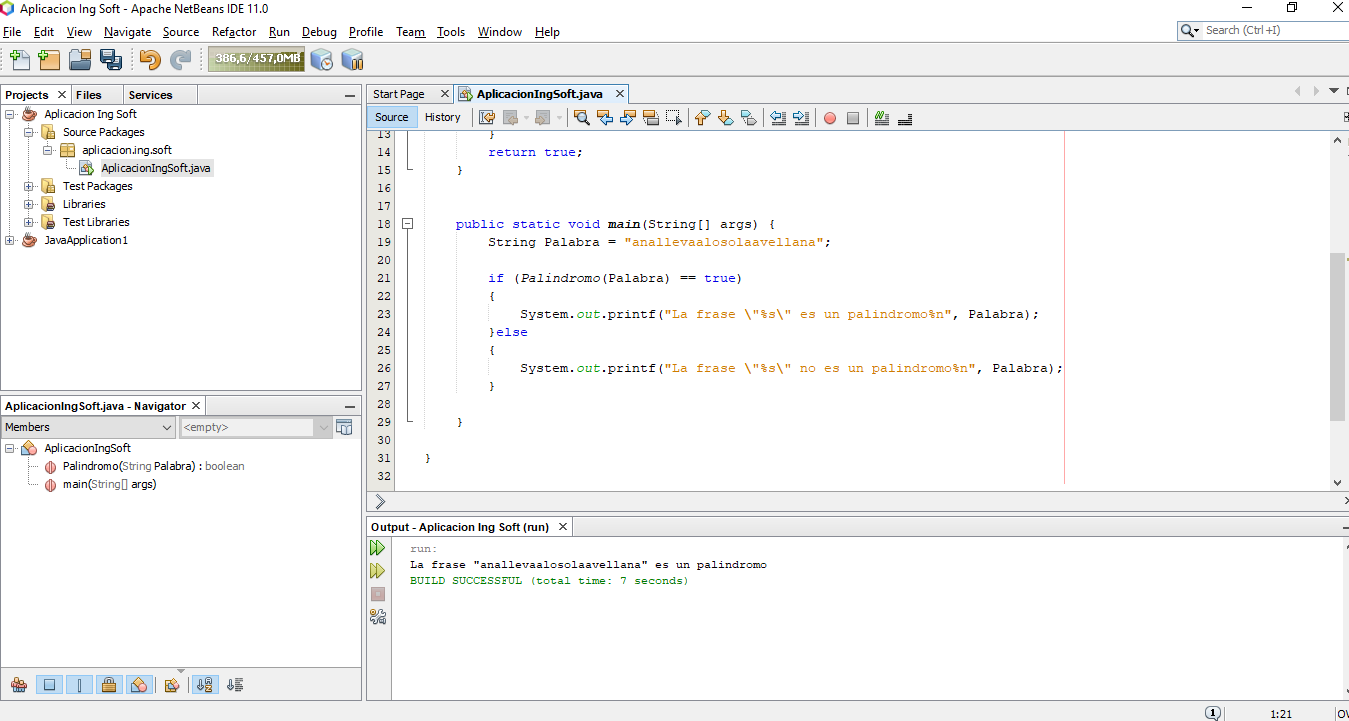 Aplicacion Ing Soft - Apache NetBeans IDE 11.0
File Edit View Navigate Source Refactor Run Debug Profile Team Tools Window Help
Search (Ctrl+I)
386,6/457,0MB
Projects Files Services
Aplicacion Ing Soft
Source Packages
aplicacion.ing.soft
AplicacionIngSoft.java
Test Packages
Libraries
Test Libraries
JavaApplication1
AplicacionIngSoft.java - Navigator
Members <empty>
AplicacionIngSoft
Palindromo(String Palabra) : boolean
main(String[] args)
Start Page AplicacionIngSoft.java
Source History
13 }
14 return true;
15 }
16
17
18 public static void main(String[] args) {
19 String Palabra = "anallevaalosolaavellana";
20
21 if (Palindromo(Palabra) == true)
22 {
23 System.out.printf("La frase \"%s\" es un palindromo%n", Palabra);
24 }else
25 {
26 System.out.printf("La frase \"%s\" no es un palindromo%n", Palabra);
27 }
28
29 }
30
31 }
32
Output - Aplicacion Ing Soft (run)
run:
La frase "anallevaalosolaavellana" es un palindromo
BUILD SUCCESSFUL (total time: 7 seconds)
1
1:21